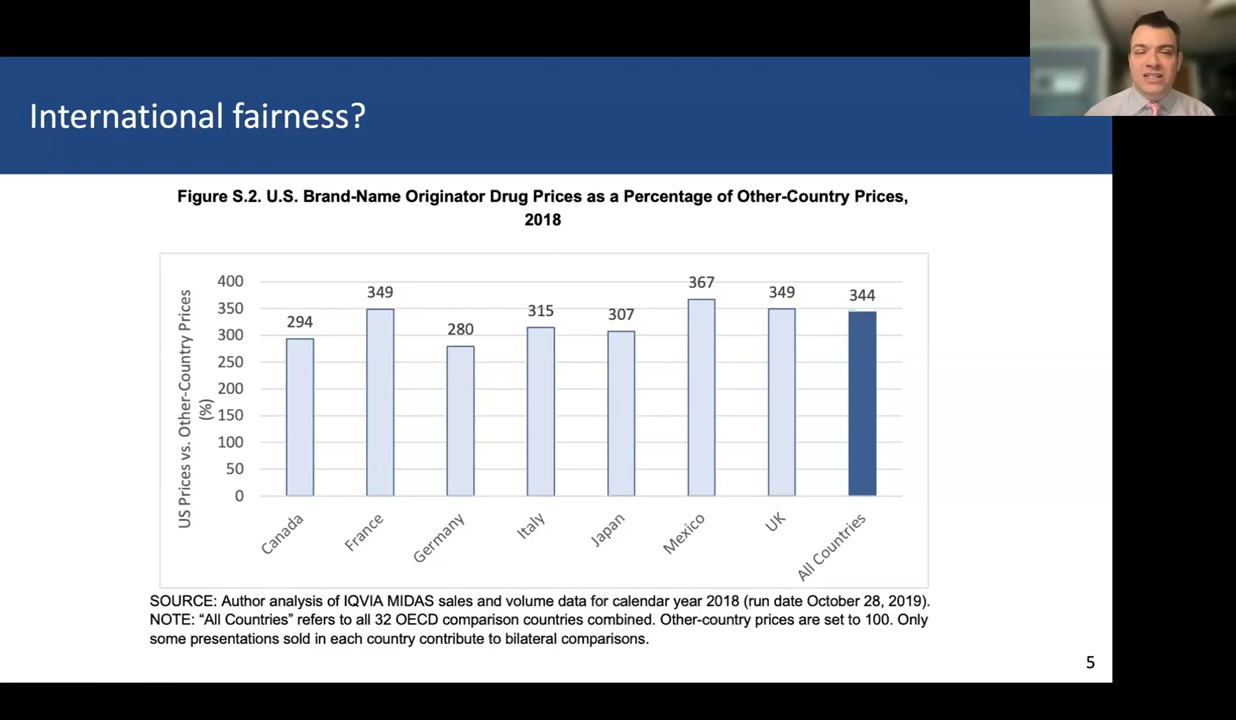 International fairness?
Figure S.2. U.S. Brand-Name Originator Drug Prices as a Percentage of Other-Country Prices,
2018
US Prices vs. Other-Country Prices
(%)
400
350
300
250
200
150
100
50
0
294
349
280
315
307
367
349
344
Canada
France
Germany
Italy
Japan
Mexico
UK
All Countries
SOURCE: Author analysis of IQVIA MIDAS sales and volume data for calendar year 2018 (run date October 28, 2019).
NOTE: “All Countries” refers to all 32 OECD comparison countries combined. Other-country prices are set to 100. Only
some presentations sold in each country contribute to bilateral comparisons.
5